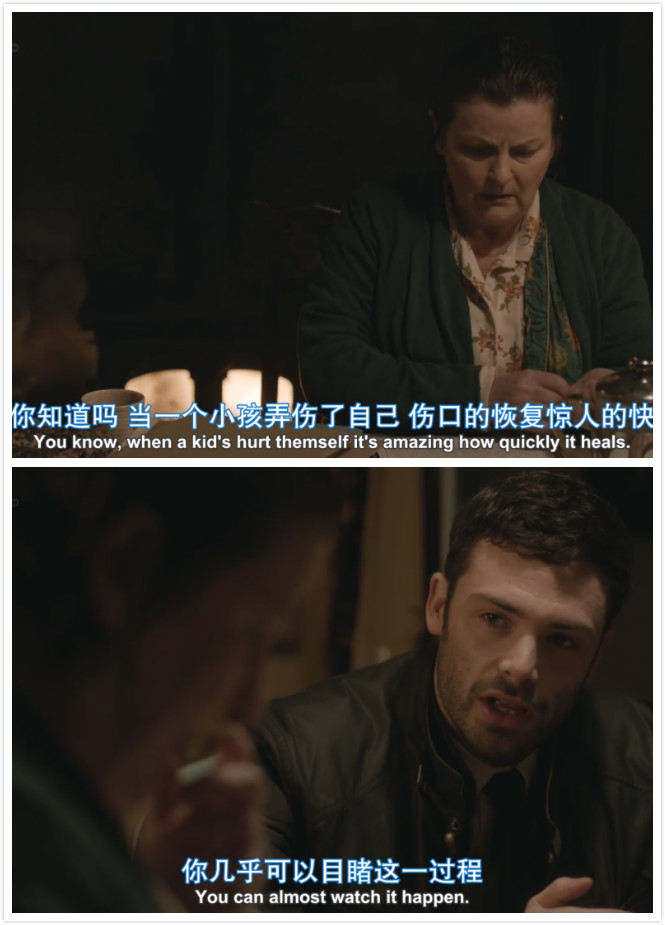 你知道吗 当一个小孩弄伤了自己 伤口的恢复惊人的快
You know, when a kid's hurt themself it's amazing how quickly it heals.
你几乎可以目睹这一过程
You can almost watch it happen.